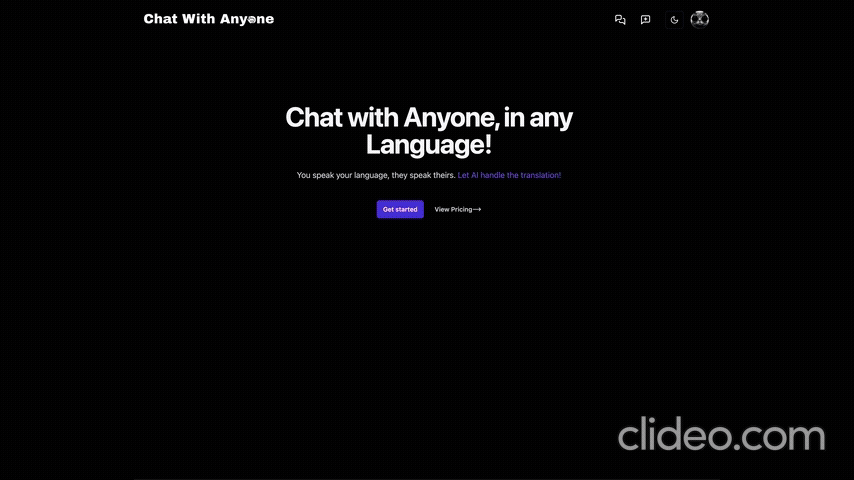 Chat With Anyone
Chat with Anyone, in any
Language!
You speak your language, they speak theirs. Let AI handle the translation!
Get started
View Pricing→
clideo.com